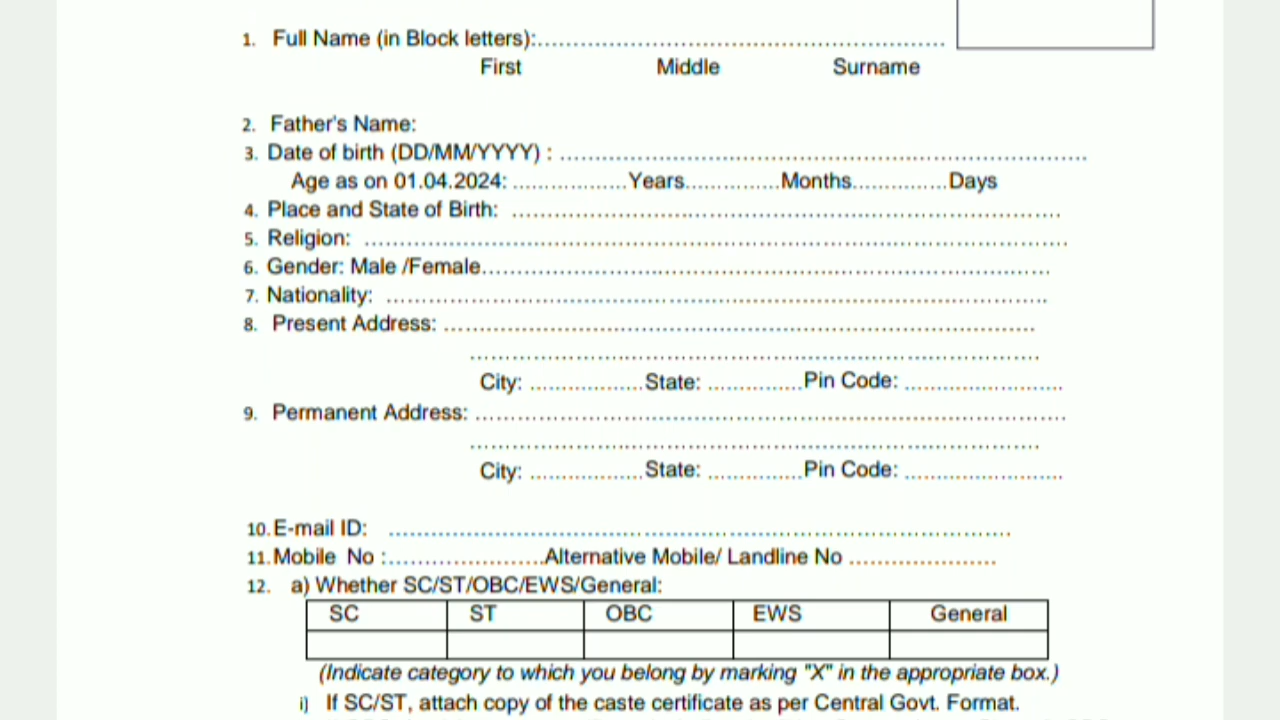 1. Full Name (in Block letters):......................................................................
First Middle Surname
2. Father's Name:
3. Date of birth (DD/MM/YYYY) : ..........................................................................................
Age as on 01.04.2024: ...................Years................Months...............Days
4. Place and State of Birth: ..............................................................................................
5. Religion: ........................................................................................................................
6. Gender: Male /Female.................................................................................................
7. Nationality: .................................................................................................................
8. Present Address: .....................................................................................................
..................................................................................................
City: ...................State: ................Pin Code: ...........................
9. Permanent Address: .....................................................................................................
..................................................................................................
City: ...................State: ................Pin Code: ...........................
10. E-mail ID: .........................................................................................................
11. Mobile No :...........................Alternative Mobile/ Landline No .........................
12. a) Whether SC/ST/OBC/EWS/General:
SC ST OBC EWS General
(Indicate category to which you belong by marking "X" in the appropriate box.)
i) If SC/ST, attach copy of the caste certificate as per Central Govt. Format.